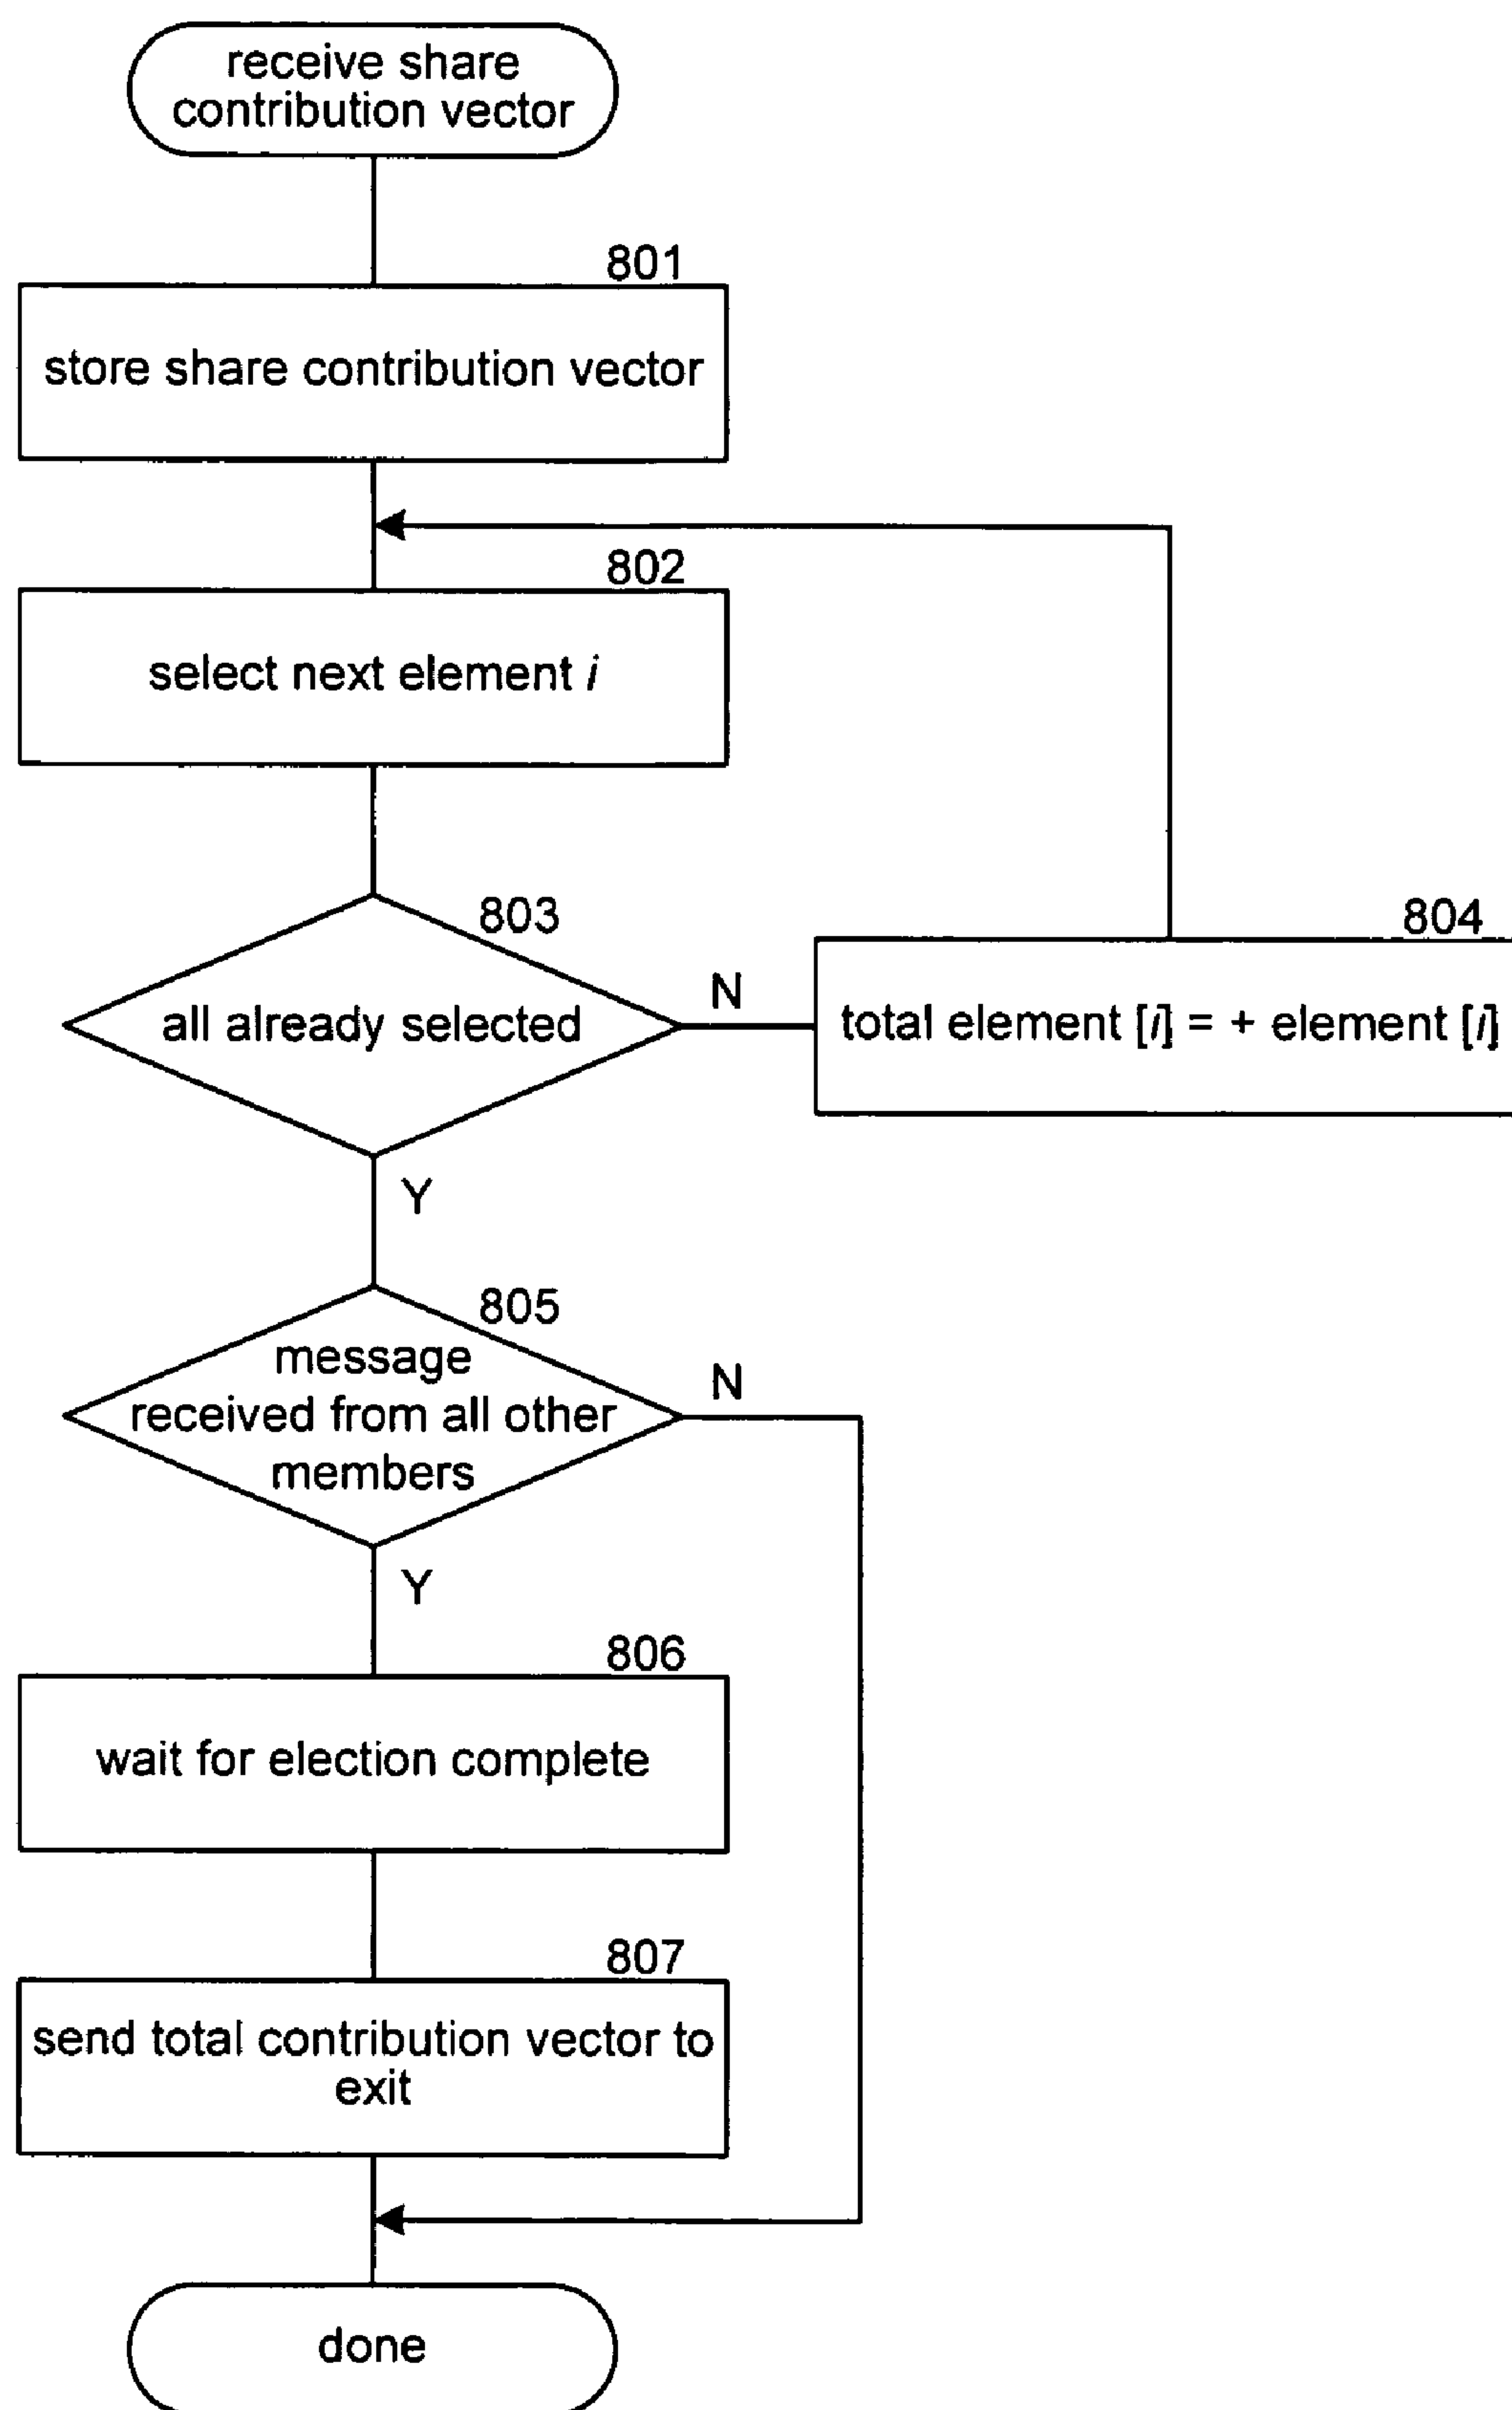 receive share
contribution vector
801
store share contribution vector
802
select next element i
803
all already selected
N
804
total element [i] = + element [i]
Y
805
message
received from all other
members
N
Y
806
wait for election complete
807
send total contribution vector to
exit
done